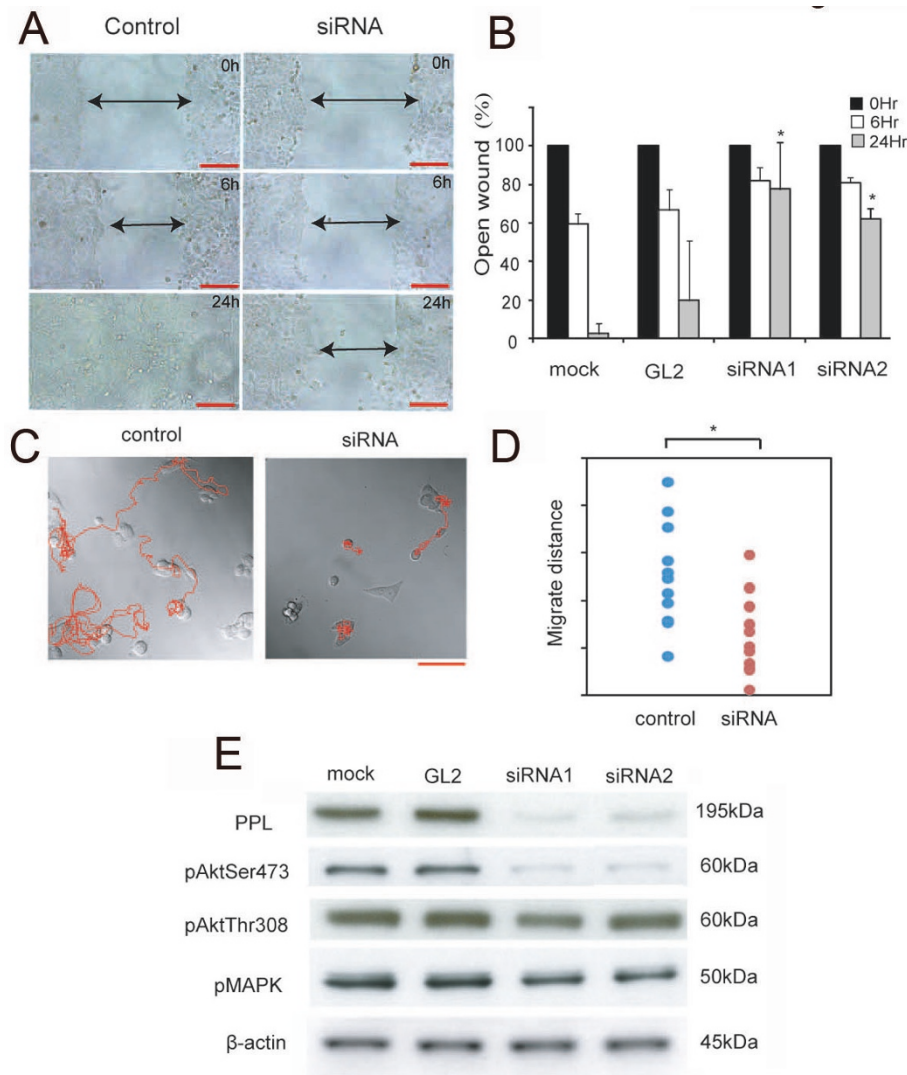 A
Control
siRNA
0h
0h
6h
6h
24h
24h
B
Open wound (%)
100
80
60
40
20
0
0Hr
6Hr
24Hr
*
*
mock
GL2
siRNA1
siRNA2
C
control
siRNA
D
*
Migrate distance
control
siRNA
E
mock
GL2
siRNA1
siRNA2
PPL
195kDa
pAktSer473
60kDa
pAktThr308
60kDa
pMAPK
50kDa
β-actin
45kDa